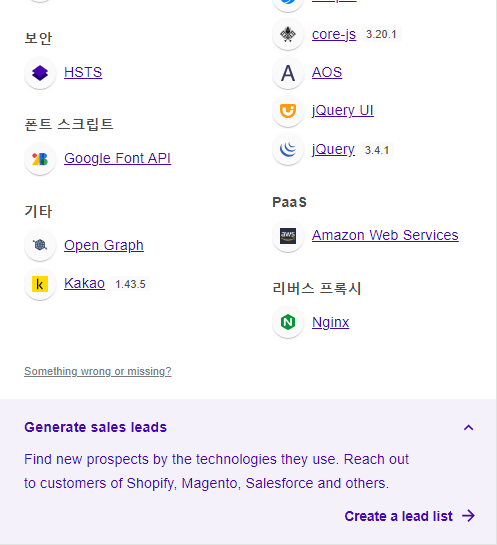 보안
HSTS
폰트 스크립트
Google Font API
기타
Open Graph
Kakao 1.43.5
core-js 3.20.1
AOS
jQuery UI
jQuery 3.4.1
PaaS
Amazon Web Services
aws
리버스 프록시
Nginx
Something wrong or missing?
Generate sales leads
Find new prospects by the technologies they use. Reach out
to customers of Shopify, Magento, Salesforce and others.
Create a lead list